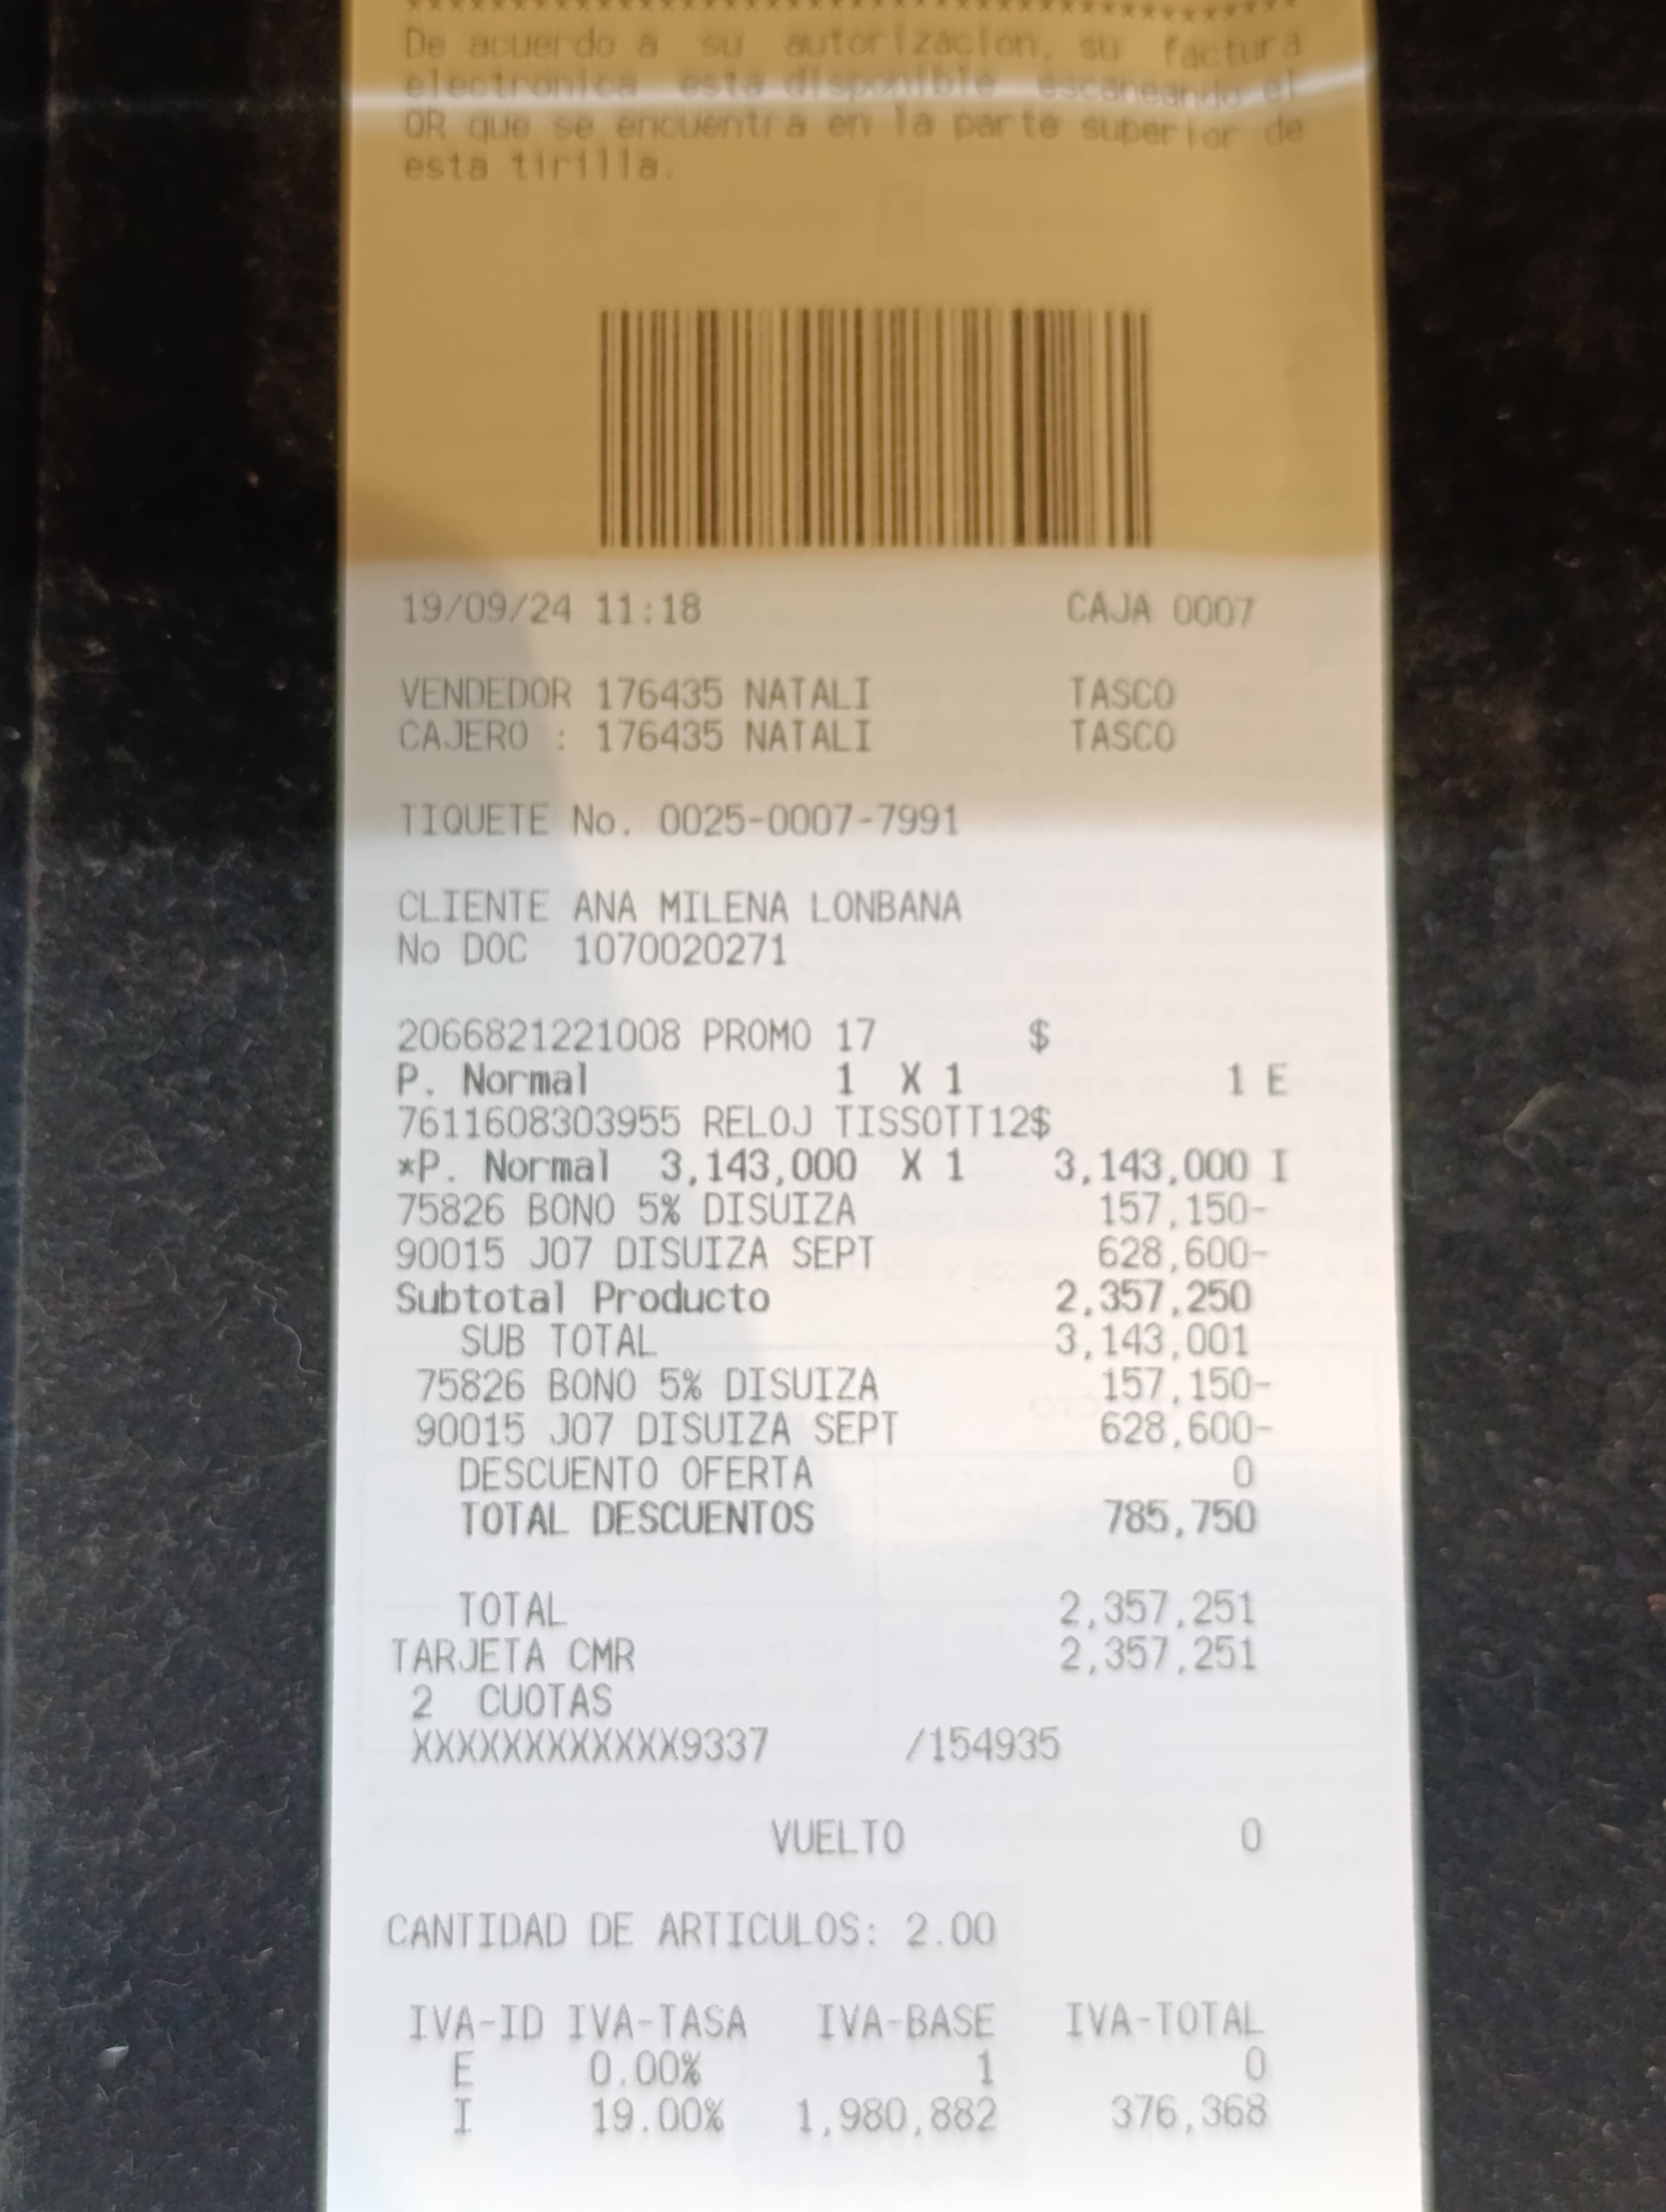 De acuerdo a su autorizacion, su factura
electronica esta disponible escaneando el
QR que se encuentra en la parte superior de
esta tirilla.
19/09/24 11:18 CAJA 0007
VENDEDOR 176435 NATALI TASCO
CAJERO : 176435 NATALI TASCO
TIQUETE No. 0025-0007-7991
CLIENTE ANA MILENA LONBANA
No DOC 1070020271
2066821221008 PROMO 17 $
P. Normal 1 X 1 1 E
7611608303955 RELOJ TISSOTT12$
*P. Normal 3,143,000 X 1 3,143,000 I
75826 BONO 5% DISUIZA 157,150-
90015 J07 DISUIZA SEPT 628,600-
Subtotal Producto 2,357,250
SUB TOTAL 3,143,001
75826 BONO 5% DISUIZA 157,150-
90015 J07 DISUIZA SEPT 628,600-
DESCUENTO OFERTA 0
TOTAL DESCUENTOS 785,750
TOTAL 2,357,251
TARJETA CMR 2,357,251
2 CUOTAS
XXXXXXXXXXXX9337 /154935
VUELTO 0
CANTIDAD DE ARTICULOS: 2.00
IVA-ID IVA-TASA IVA-BASE IVA-TOTAL
E 0.00% 1 0
I 19.00% 1,980,882 376,368